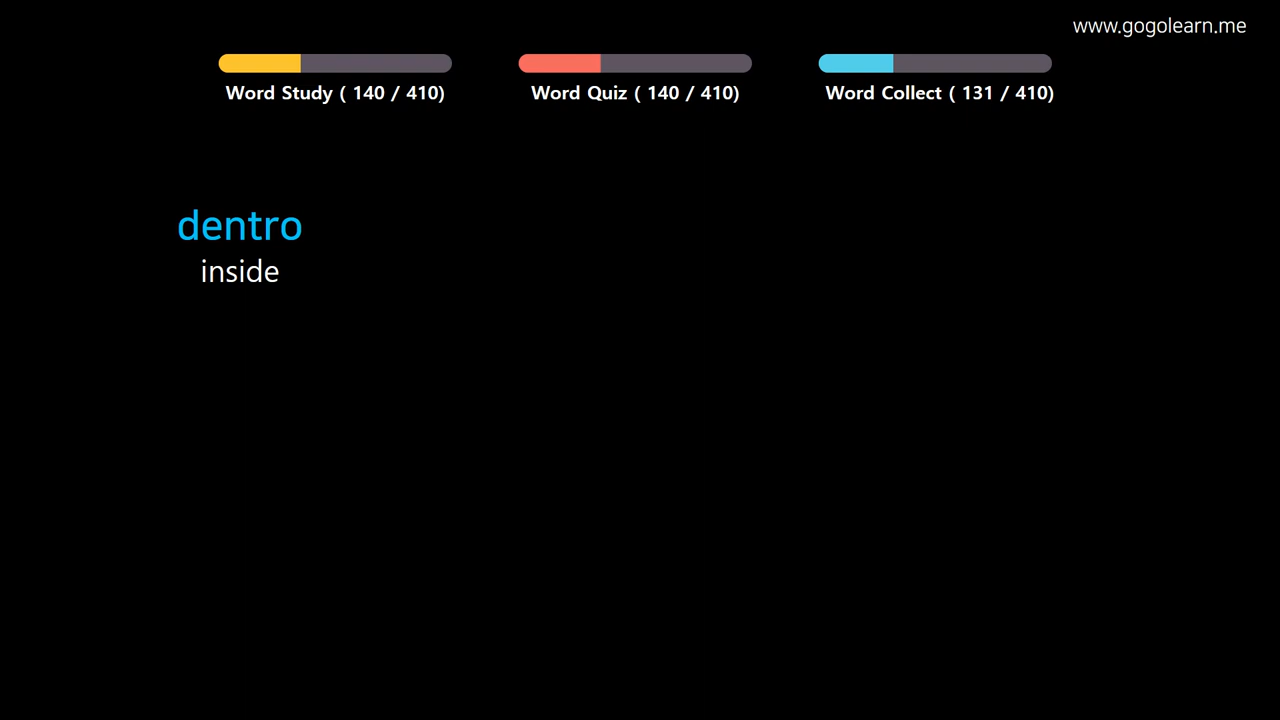 www.gogolearn.me
Word Study ( 140 / 410)
Word Quiz ( 140 / 410)
Word Collect ( 131 / 410)
dentro
inside